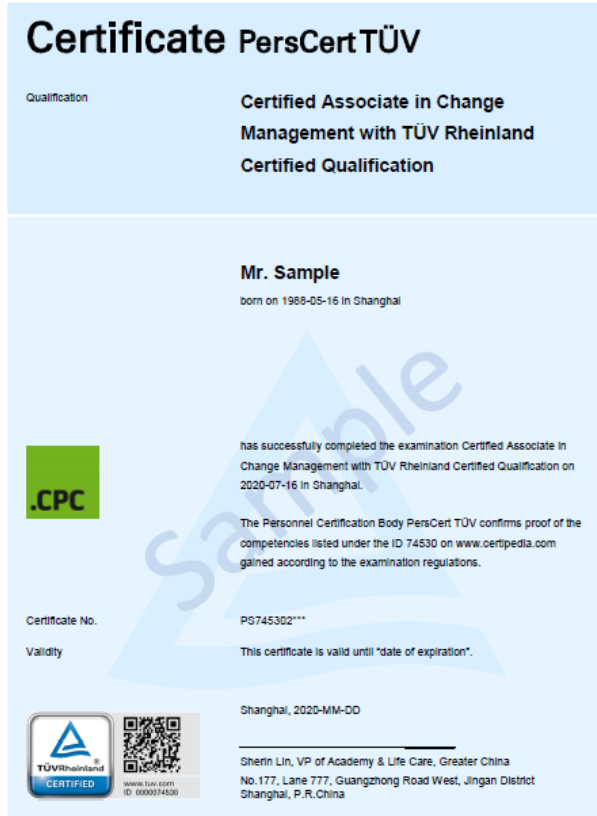 Certificate PersCert TÜV
Qualification
Certified Associate in Change
Management with TÜV Rheinland
Certified Qualification
Mr. Sample
born on 1988-05-16 in Shanghai
Sample
.CPC
has successfully completed the examination Certified Associate in
Change Management with TÜV Rheinland Certified Qualification on
2020-07-16 in Shanghai.
The Personnel Certification Body PersCert TÜV confirms proof of the
competencies listed under the ID 74530 on www.certipedia.com
gained according to the examination regulations.
Certificate No.
PS745302***
Validity
This certificate is valid until "date of expiration".
Shanghai, 2020-MM-DD
TÜVRheinland®
CERTIFIED
www.tuv.com
ID 0000074530
Sherin Lin, VP of Academy & Life Care, Greater China
No.177, Lane 777, Guangzhong Road West, Jingan District
Shanghai, P.R.China